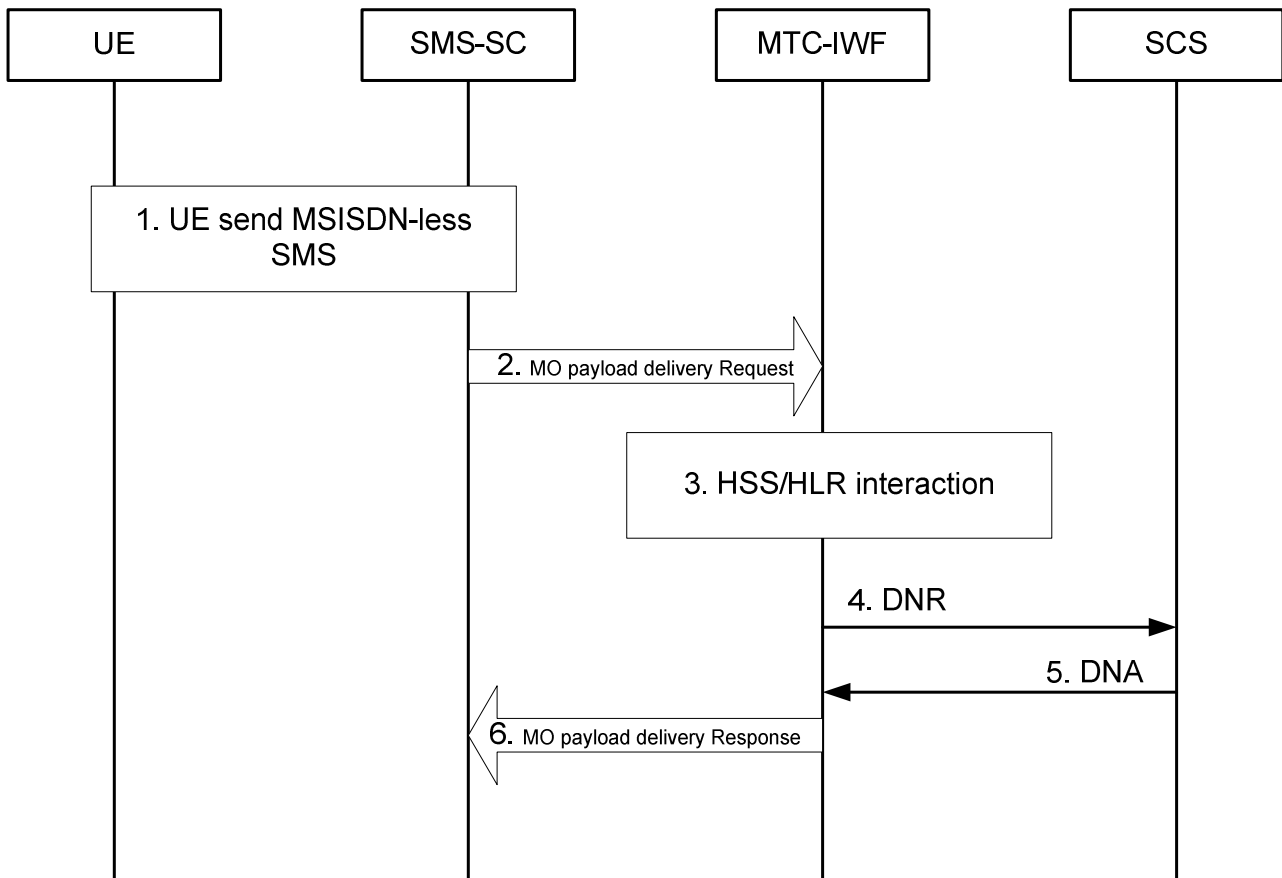 UE
SMS-SC
MTC-IWF
SCS
1. UE send MSISDN-less
SMS
2. MO payload delivery Request
3. HSS/HLR interaction
4. DNR
5. DNA
6. MO payload delivery Response